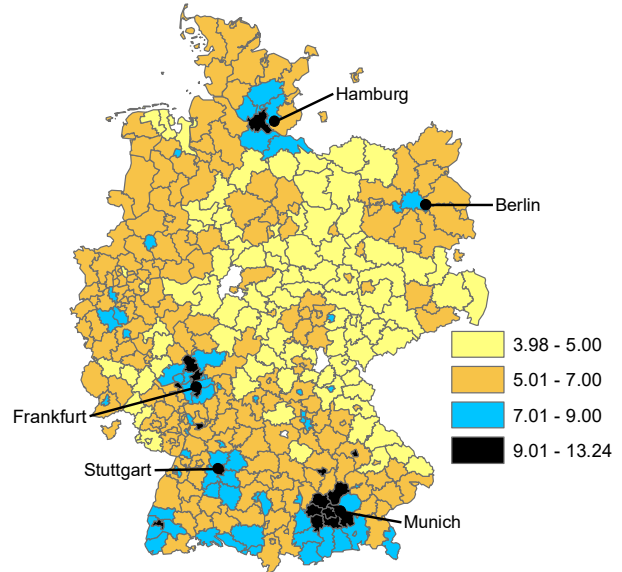 Hamburg
Berlin
3.98 - 5.00
5.01 - 7.00
Frankfurt
7.01 - 9.00
9.01 - 13.24
Stuttgart
Munich